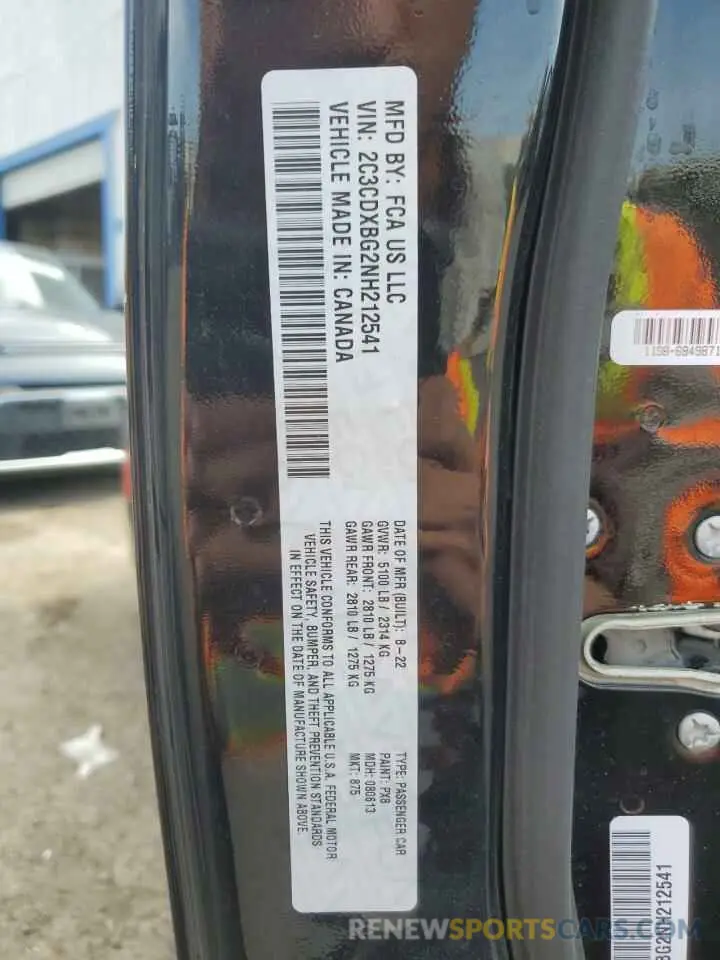 MFD BY: FCA US LLC
VIN: 2C3CDXBG2NH212541
VEHICLE MADE IN: CANADA
DATE OF MFR (BUILT): 8-22
GVWR: 5100 LB / 2314 KG
GAWR FRONT: 2810 LB / 1275 KG
GAWR REAR: 2810 LB / 1275 KG
THIS VEHICLE CONFORMS TO ALL APPLICABLE U.S.A. FEDERAL MOTOR
VEHICLE SAFETY, BUMPER, AND THEFT PREVENTION STANDARDS
IN EFFECT ON THE DATE OF MANUFACTURE SHOWN ABOVE.
TYPE: PASSENGER CAR
PAINT: PX8
MDH: 080613
MKT: 875
BG2NH212541
RENEWSPORTSCARS.COM